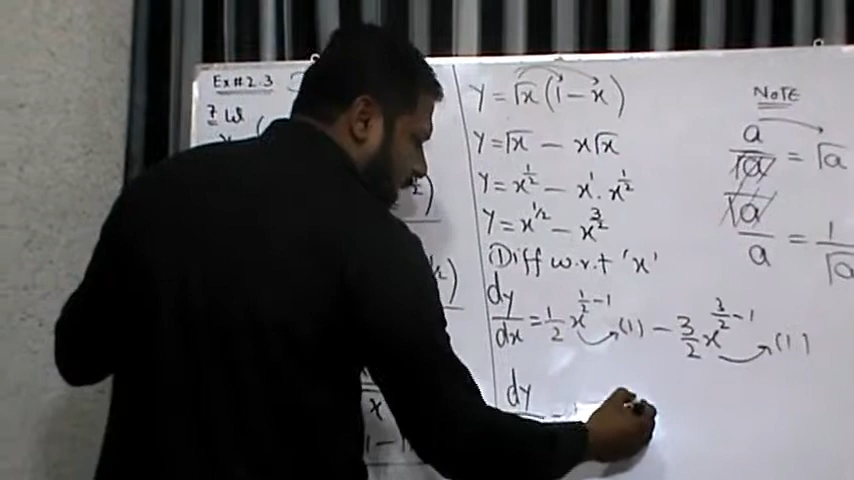 Ex # 2.3
7
y = √x (1 - x)
y = √x - x√x
y = x^(1/2) - x^1 . x^(1/2)
y = x^(1/2) - x^(3/2)
Diff w.r.t 'x'
dy/dx = 1/2 x^(1/2 - 1) (1) - 3/2 x^(3/2 - 1) (1)
dy
NOTE
a/√a = √a
√a/a = 1/√a